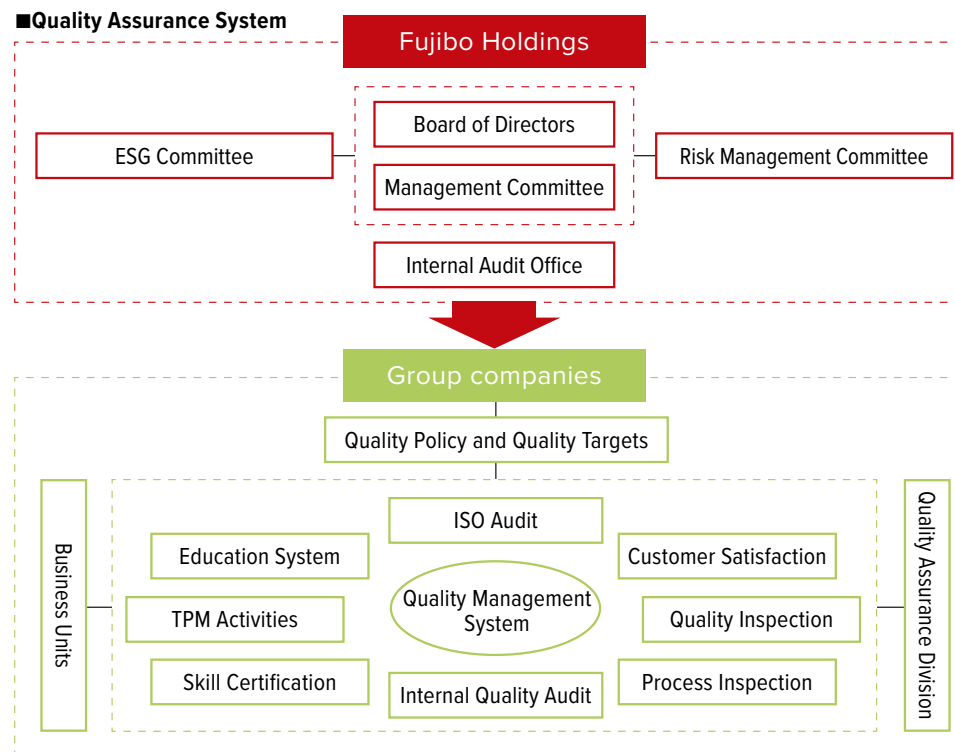 ■Quality Assurance System
Fujibo Holdings
Board of Directors
ESG Committee
Risk Management Committee
Management Committee
Internal Audit Office
Group companies
Quality Policy and Quality Targets
Business Units
ISO Audit
Quality Assurance Division
Education System
Customer Satisfaction
TPM Activities
Quality Management
System
Quality Inspection
Skill Certification
Internal Quality Audit
Process Inspection